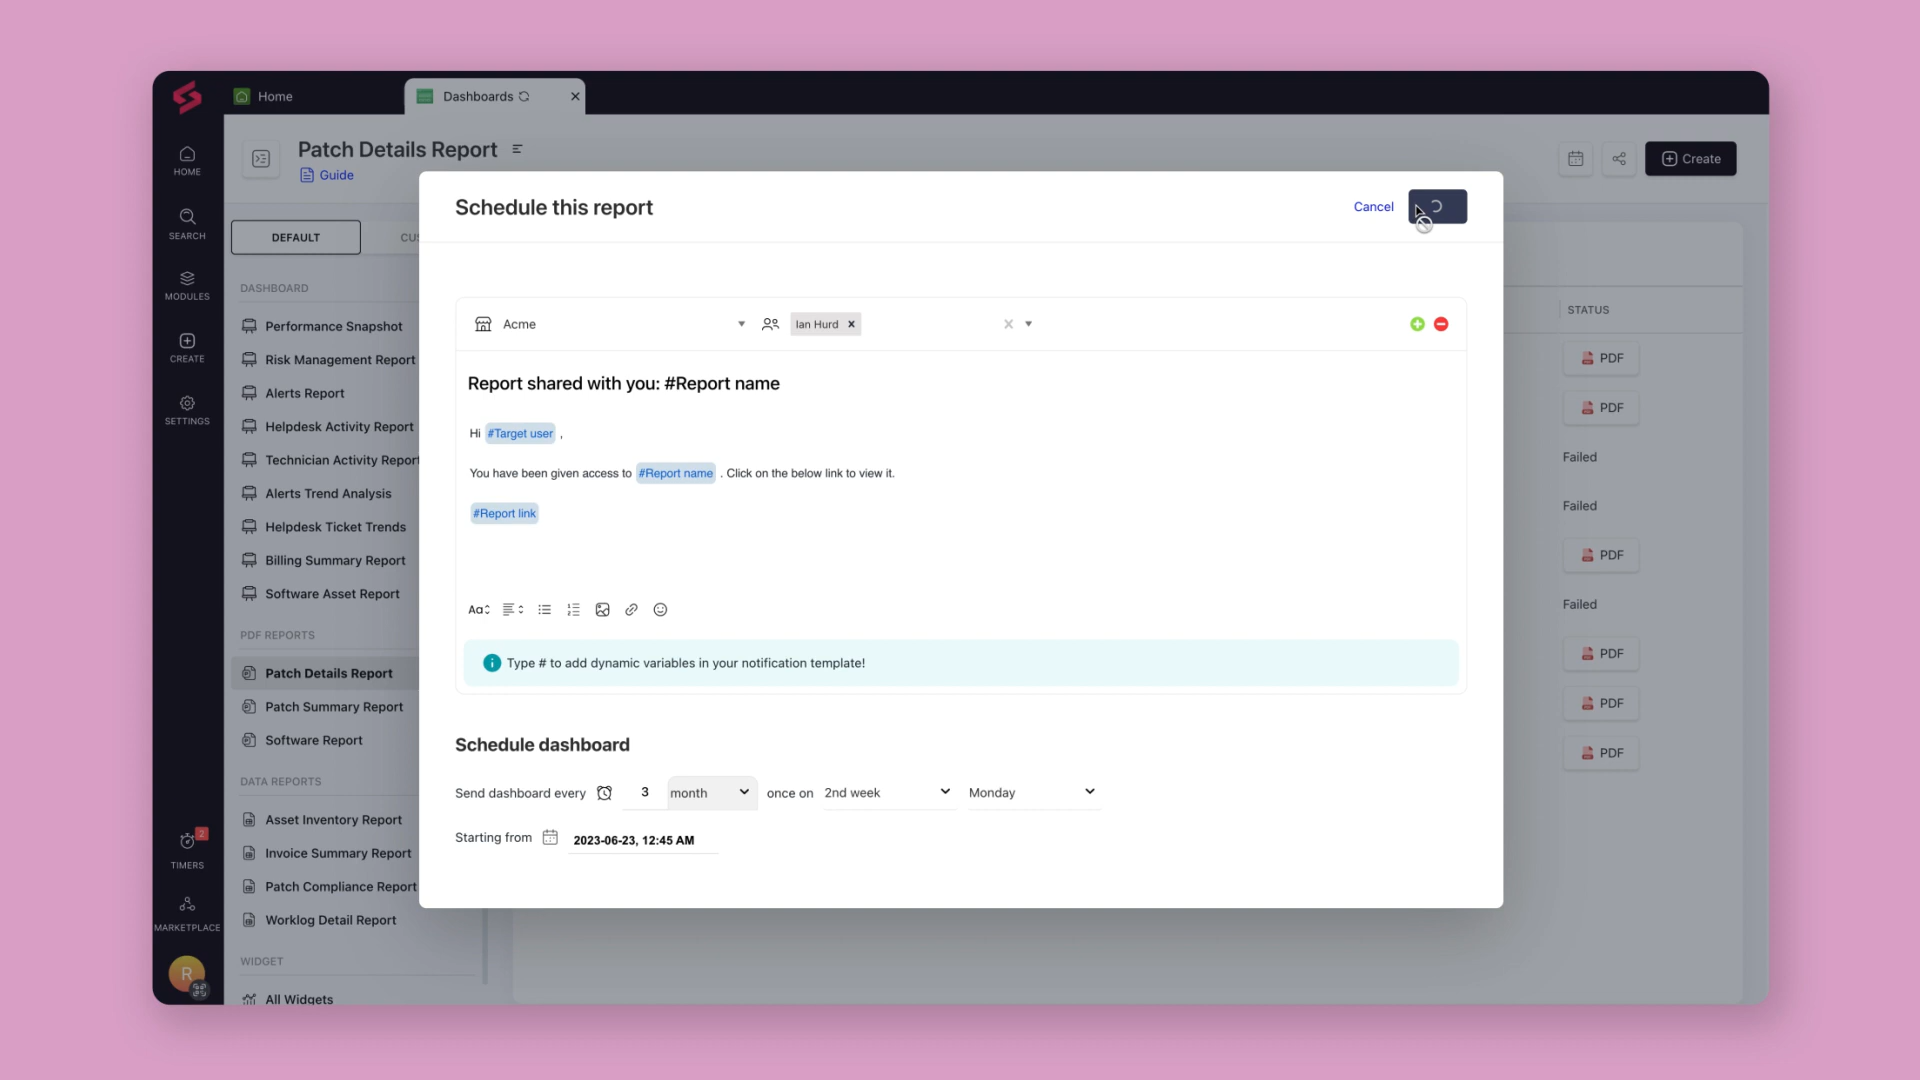 Home
Dashboards
Patch Details Report
Guide
Create
HOME
SEARCH
MODULES
CREATE
SETTINGS
2
TIMERS
MARKETPLACE
R
DEFAULT
DASHBOARD
Performance Snapshot
Risk Management Report
Alerts Report
Helpdesk Activity Report
Technician Activity Report
Alerts Trend Analysis
Helpdesk Ticket Trends
Billing Summary Report
Software Asset Report
PDF REPORTS
Patch Details Report
Patch Summary Report
Software Report
DATA REPORTS
Asset Inventory Report
Invoice Summary Report
Patch Compliance Report
Worklog Detail Report
WIDGET
All Widgets
Schedule this report
Cancel
Acme
Ian Hurd
Report shared with you: #Report name
Hi #Target user ,
You have been given access to #Report name . Click on the below link to view it.
#Report link
Aa
Type # to add dynamic variables in your notification template!
Schedule dashboard
Send dashboard every 3 month once on 2nd week Monday
Starting from 2023-06-23, 12:45 AM
STATUS
PDF
PDF
Failed
Failed
PDF
Failed
PDF
PDF
PDF